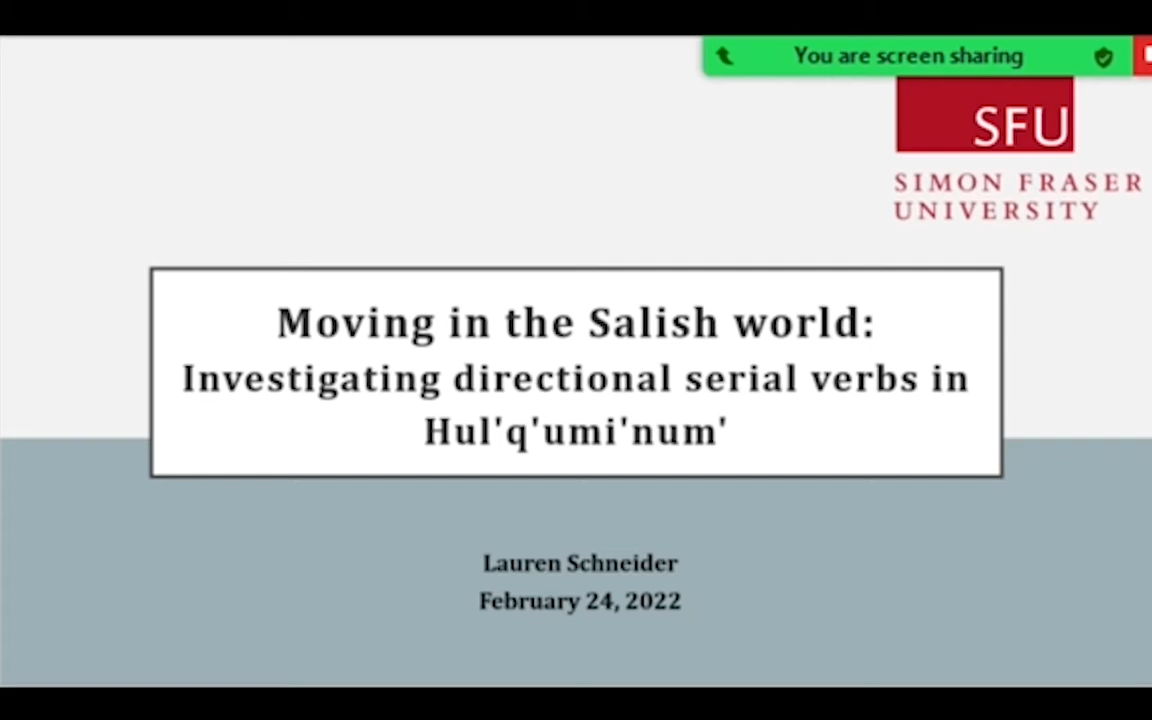 You are screen sharing
SFU
SIMON FRASER
UNIVERSITY
Moving in the Salish world:
Investigating directional serial verbs in
Hul'q'umi'num'
Lauren Schneider
February 24, 2022